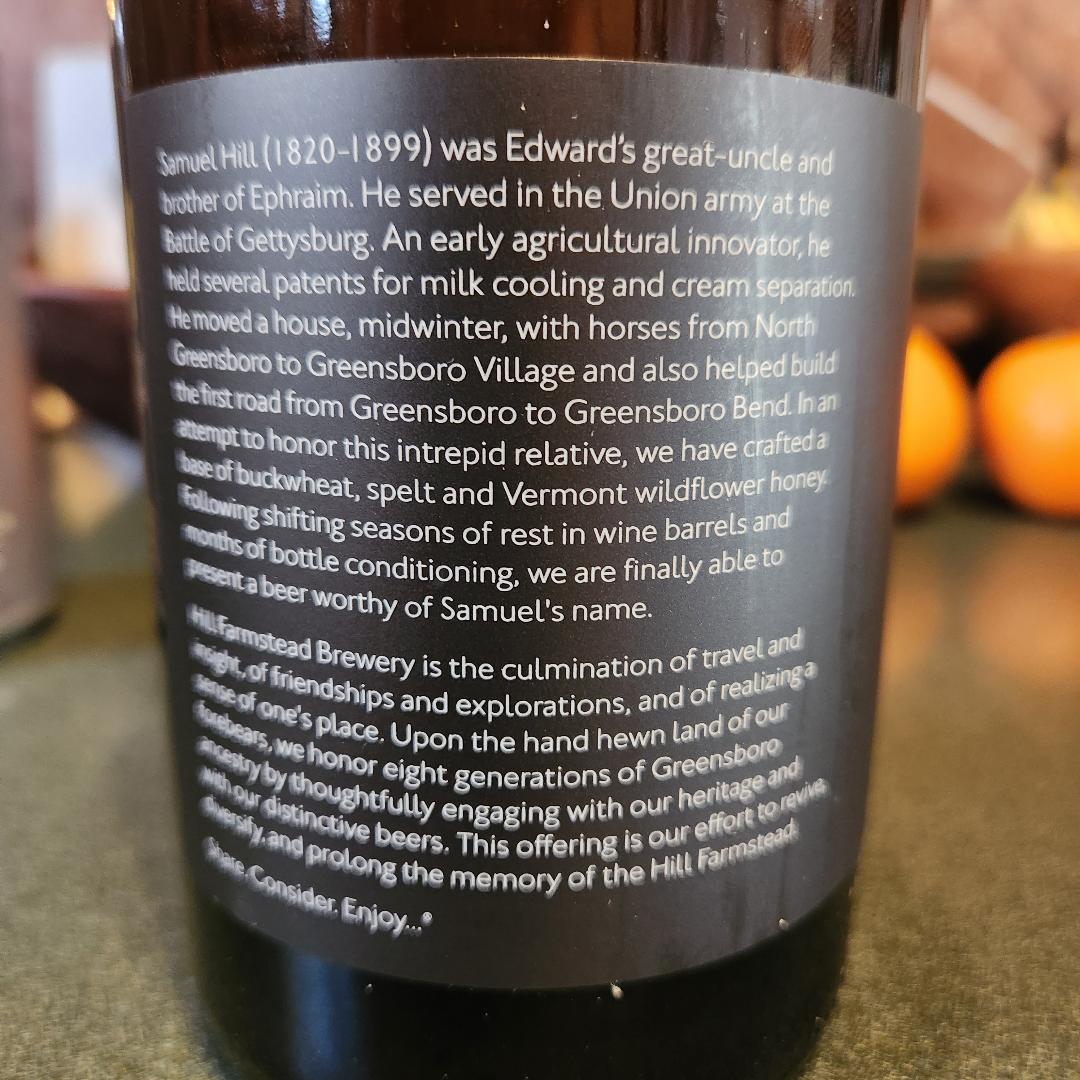 Samuel Hill (1820-1899) was Edward's great-uncle and
brother of Ephraim. He served in the Union army at the
Battle of Gettysburg. An early agricultural innovator, he
held several patents for milk cooling and cream separation.
He moved a house, midwinter, with horses from North
Greensboro to Greensboro Village and also helped build
the first road from Greensboro to Greensboro Bend. In an
attempt to honor this intrepid relative, we have crafted a
base of buckwheat, spelt and Vermont wildflower honey.
Following shifting seasons of rest in wine barrels and
months of bottle conditioning, we are finally able to
present a beer worthy of Samuel's name.
Hill Farmstead Brewery is the culmination of travel and
insight, of friendships and explorations, and of realizing a
sense of one's place. Upon the hand hewn land of our
forebears, we honor eight generations of Greensboro
ancestry by thoughtfully engaging with our heritage and
with our distinctive beers. This offering is our effort to revive,
diversify, and prolong the memory of the Hill Farmstead.
Share. Consider. Enjoy...®